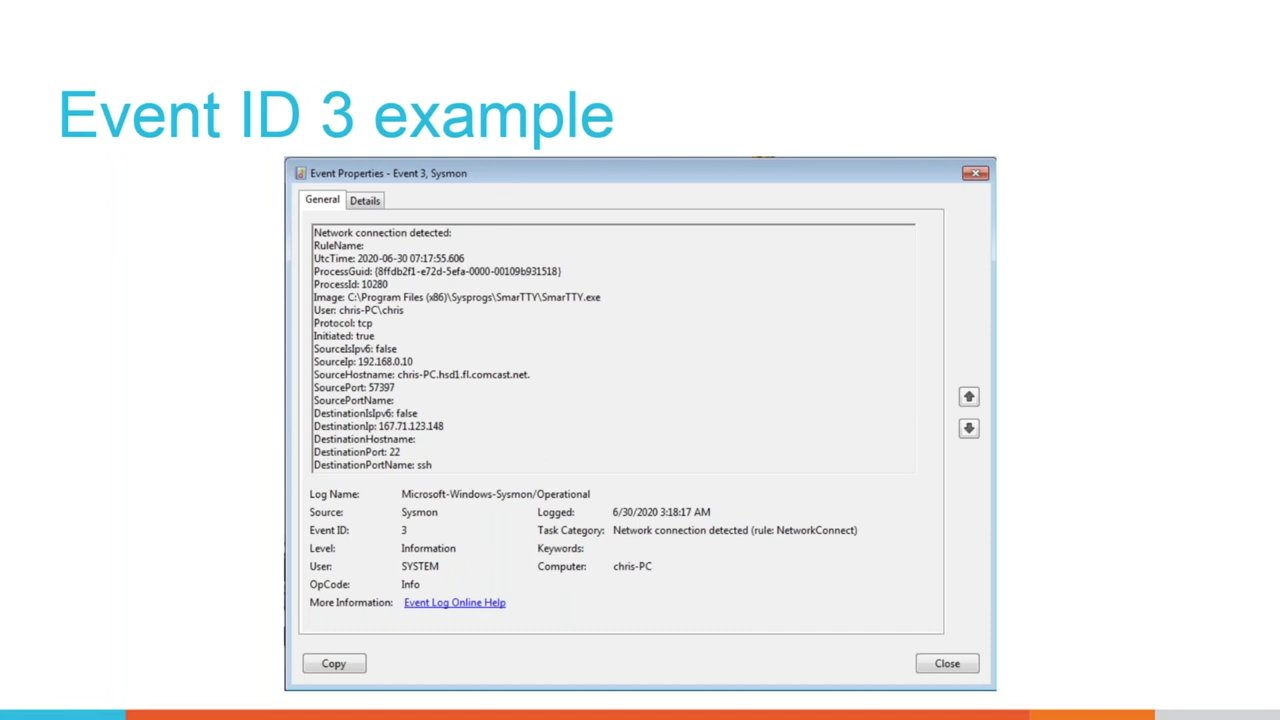 Event ID 3 example
Event Properties - Event 3, Sysmon
General Details
Network connection detected:
RuleName:
UtcTime: 2020-06-30 07:17:55.606
ProcessGuid: {8ffdb2f1-e72d-5efa-0000-00109b931518}
ProcessId: 10280
Image: C:\Program Files (x86)\Sysprogs\SmarTTY\SmarTTY.exe
User: chris-PC\chris
Protocol: tcp
Initiated: true
SourceIsIpv6: false
SourceIp: 192.168.0.10
SourceHostname: chris-PC.hsd1.fl.comcast.net.
SourcePort: 57397
SourcePortName:
DestinationIsIpv6: false
DestinationIp: 167.71.123.148
DestinationHostname:
DestinationPort: 22
DestinationPortName: ssh
Log Name: Microsoft-Windows-Sysmon/Operational
Source: Sysmon Logged: 6/30/2020 3:18:17 AM
Event ID: 3 Task Category: Network connection detected (rule: NetworkConnect)
Level: Information Keywords:
User: SYSTEM Computer: chris-PC
OpCode: Info
More Information: Event Log Online Help
Copy Close